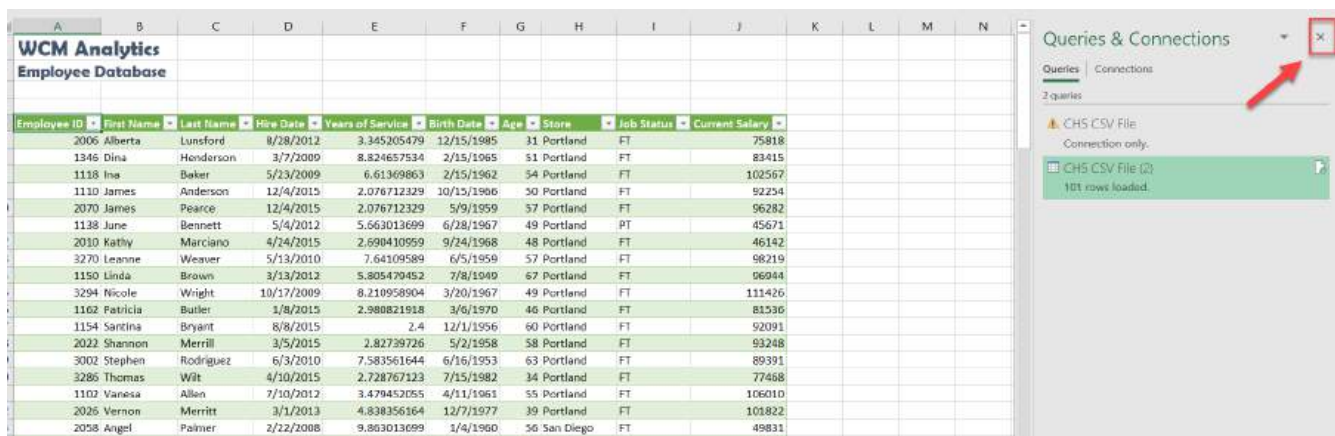 A B C D E F G H I J K L M N
WCM Analytics
Employee Database
Employee ID First Name Last Name Hire Date Years of Service Birth Date Age Store Job Status Current Salary
2006 Alberta Lunsford 8/28/2012 3.345205479 12/15/1985 31 Portland FT 75818
1346 Dina Henderson 3/7/2009 8.824657534 2/15/1965 51 Portland FT 83415
1118 Ina Baker 5/23/2009 6.61369863 2/15/1962 54 Portland FT 102567
1110 James Anderson 12/4/2015 2.076712329 10/15/1966 50 Portland FT 92254
2070 James Pearce 12/4/2015 2.076712329 5/9/1959 57 Portland FT 96282
1138 June Bennett 5/4/2012 5.663013699 6/28/1967 49 Portland PT 45671
2010 Kathy Marciano 4/24/2015 2.690410959 9/24/1968 48 Portland FT 46142
3270 Leanne Weaver 5/13/2010 7.64109589 6/5/1959 57 Portland FT 98219
1150 Linda Brown 3/13/2012 5.805479452 7/8/1949 67 Portland FT 96944
3294 Nicole Wright 10/17/2009 8.210958904 3/20/1967 49 Portland FT 111426
1162 Patricia Butler 1/8/2015 2.980821918 3/6/1970 46 Portland FT 81536
1154 Santina Bryant 8/8/2015 2.4 12/1/1956 60 Portland FT 92091
2022 Shannon Merrill 3/5/2015 2.82739726 5/2/1958 58 Portland FT 93248
3002 Stephen Rodriguez 6/3/2010 7.583561644 6/16/1953 63 Portland FT 89391
3286 Thomas Wilt 4/10/2015 2.728767123 7/15/1982 34 Portland FT 77468
1102 Vanesa Allen 7/10/2012 3.479452055 4/11/1961 55 Portland FT 106010
2026 Vernon Merritt 3/1/2013 4.838356164 12/7/1977 39 Portland FT 101822
2058 Angel Palmer 2/22/2008 9.863013699 1/4/1960 56 San Diego FT 49831
Queries & Connections
Queries Connections
2 queries
CH5 CSV File
Connection only.
CH5 CSV File (2)
101 rows loaded.